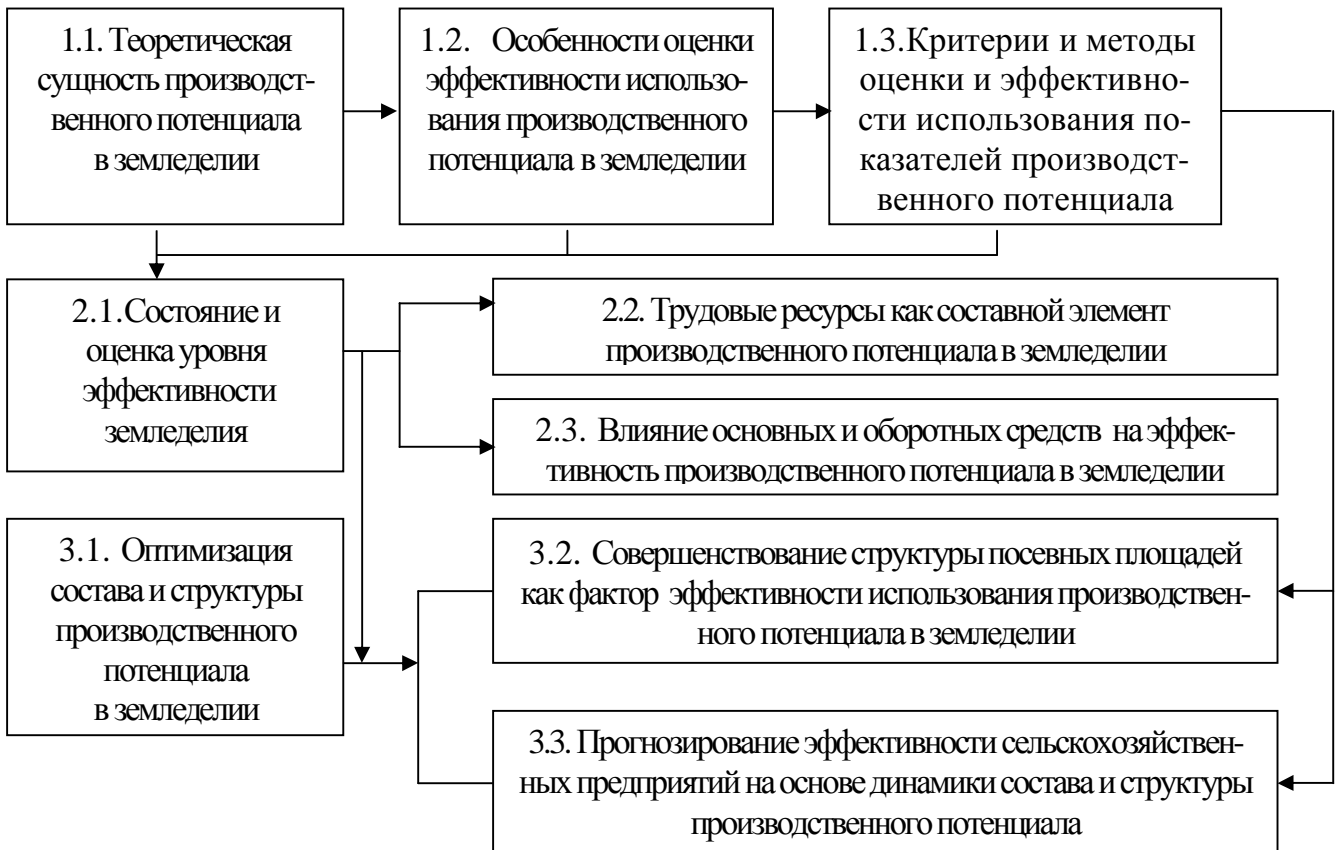 1.1. Теоретическая
сущность производст-
венного потенциала
в земледелии
1.2. Особенности оценки
эффективности использо-
вания производственного
потенциала в земледелии
1.3.Критерии и методы
оценки и эффективно-
сти использования по-
казателей производст-
венного потенциала
2.1.Состояние и
оценка уровня
эффективности
земледелия
2.2. Трудовые ресурсы как составной элемент
производственного потенциала в земледелии
2.3. Влияние основных и оборотных средств на эффек-
тивность производственного потенциала в земледелии
3.1. Оптимизация
состава и структуры
производственного
потенциала
в земледелии
3.2. Совершенствование структуры посевных площадей
как фактор эффективности использования производствен-
ного потенциала в земледелии
3.3. Прогнозирование эффективности сельскохозяйствен-
ных предприятий на основе динамики состава и структуры
производственного потенциала